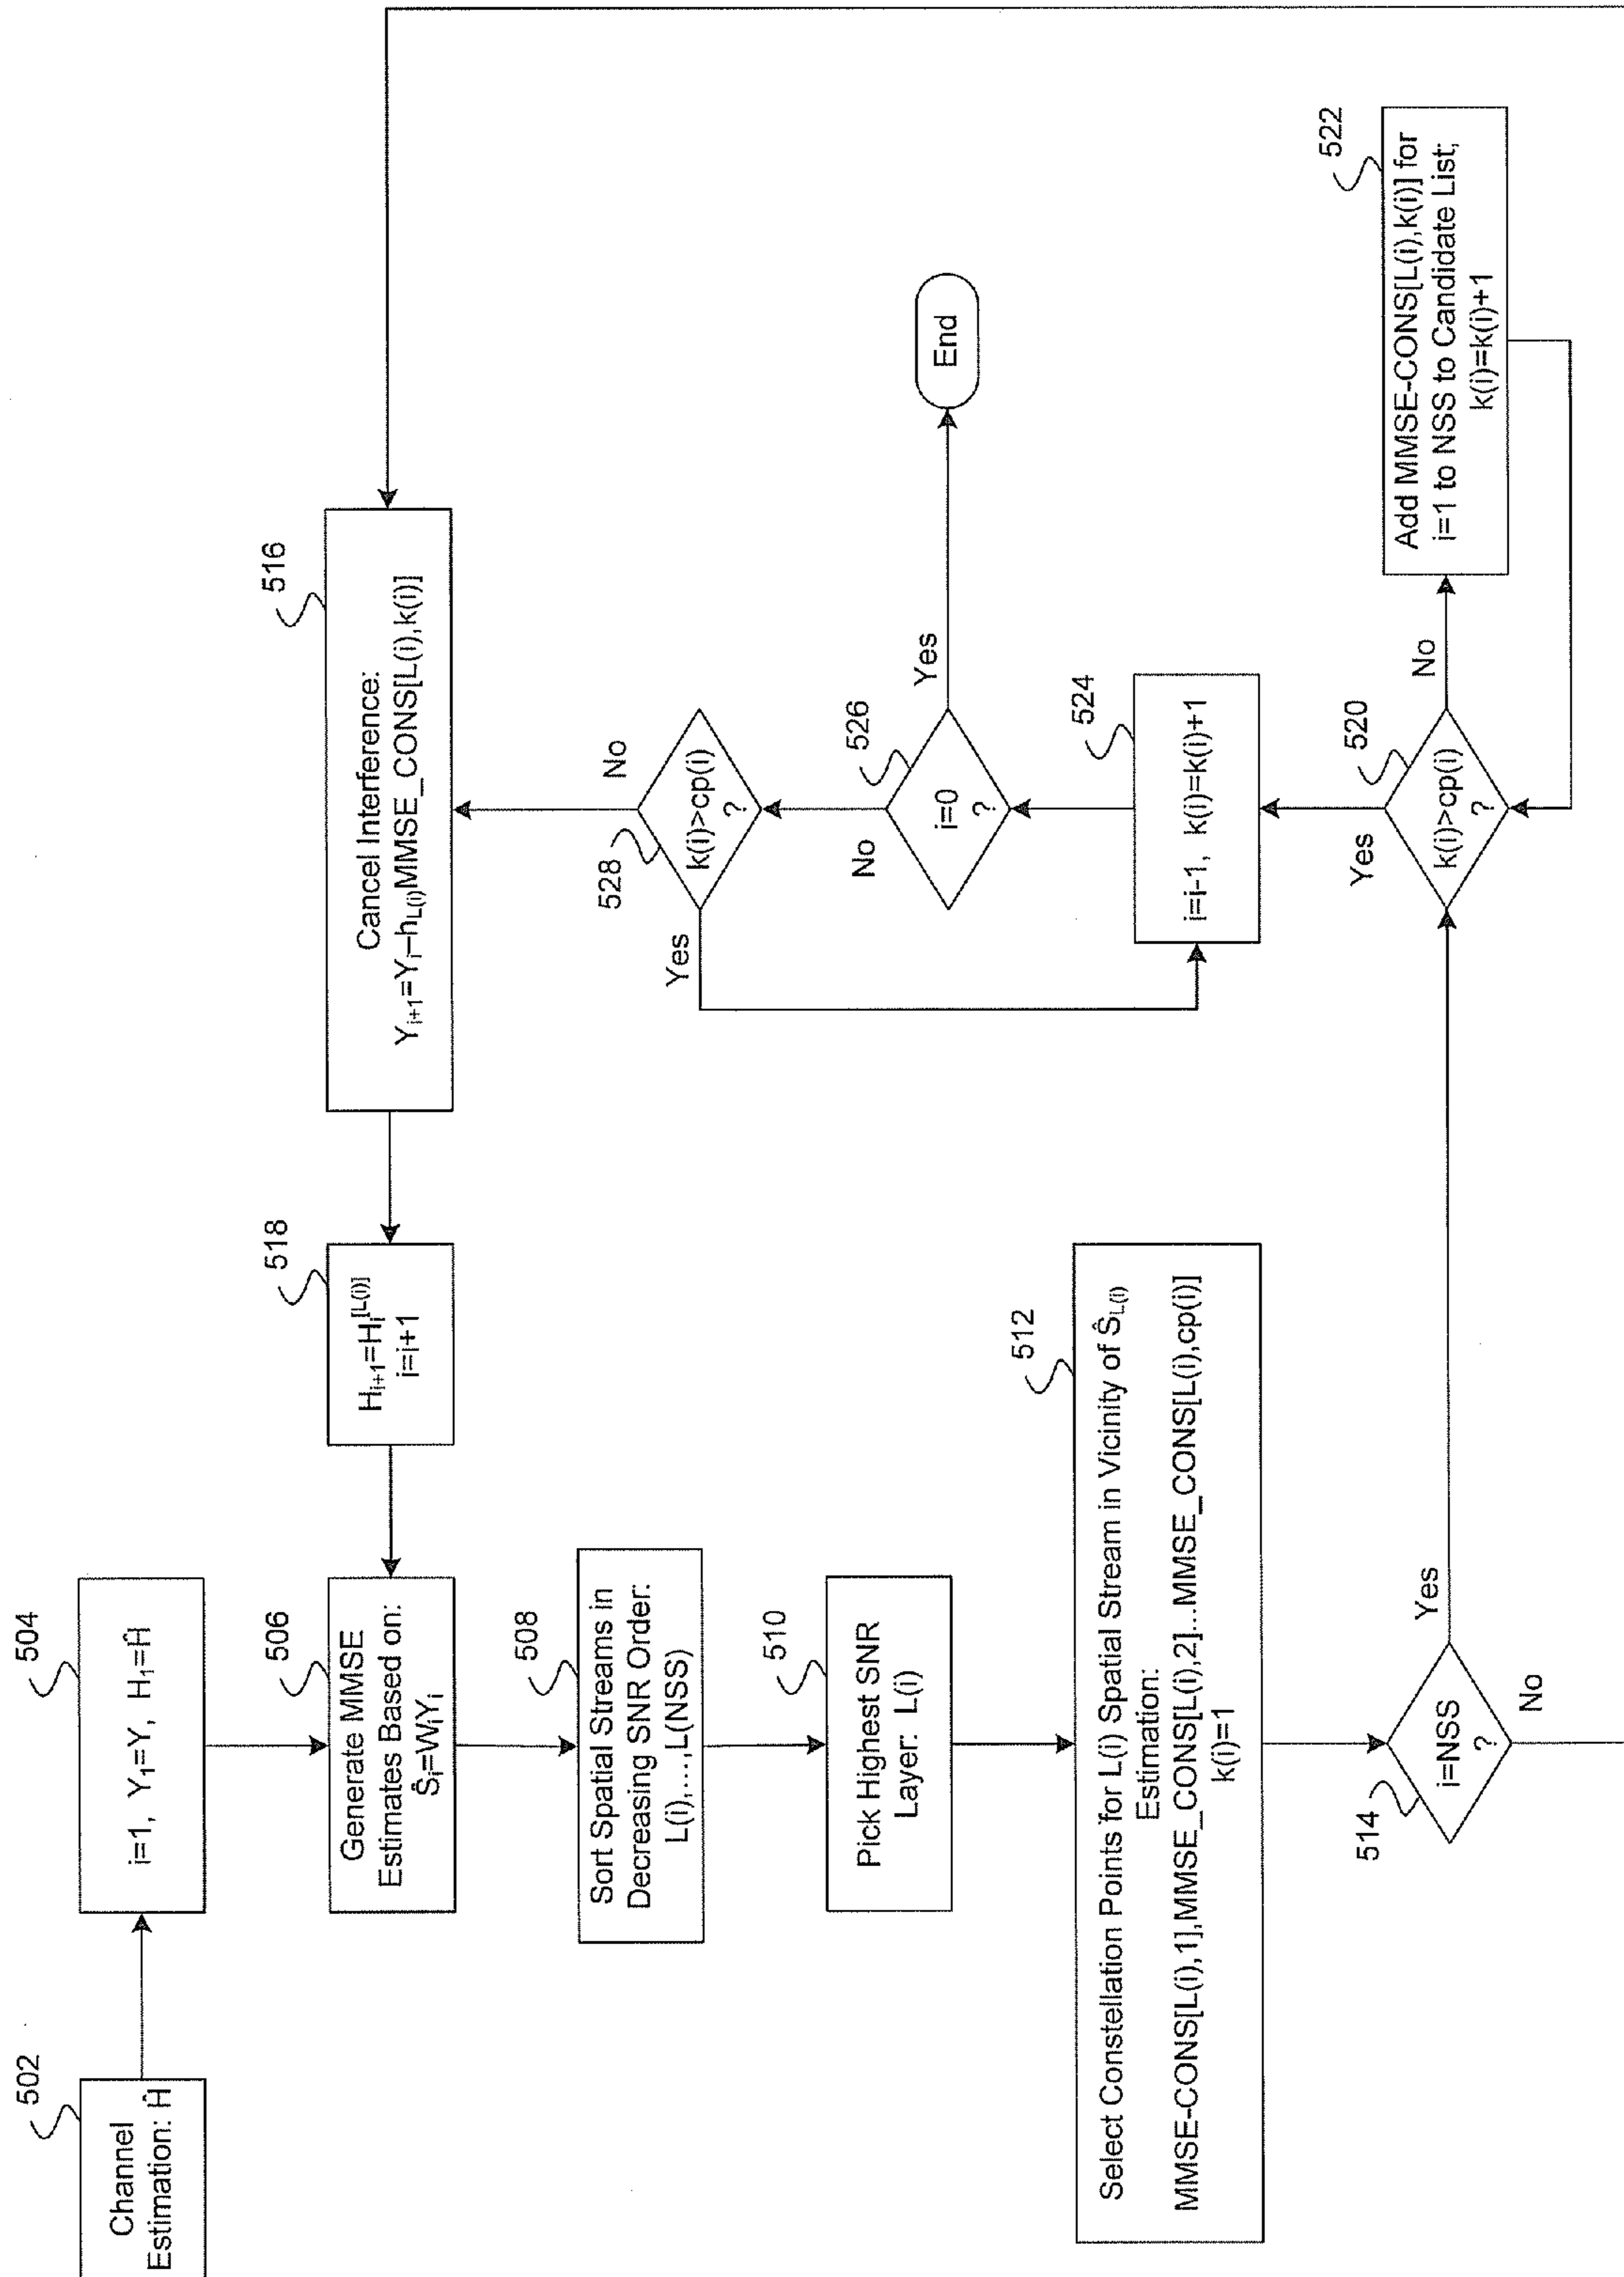 502
Channel
Estimation: Ĥ
504
i=1, Y₁=Y, H₁=Ĥ
506
Generate MMSE
Estimates Based on:
Ŝᵢ=WᵢYᵢ
508
Sort Spatial Streams in
Decreasing SNR Order:
L(i),...,L(NSS)
510
Pick Highest SNR
Layer: L(i)
512
Select Constellation Points for L(i) Spatial Stream in Vicinity of Ŝ_L(i)
Estimation:
MMSE-CONS[L(i),1],MMSE_CONS[L(i),2]...MMSE_CONS[L(i),cp(i)]
k(i)=1
514
i=NSS
?
Yes
No
516
Cancel Interference:
Yᵢ₊₁=Yᵢ–h_L(i)MMSE_CONS[L(i),k(i)]
518
Hᵢ₊₁=Hᵢ^[L(i)]
i=i+1
520
k(i)>cp(i)
?
Yes
No
522
Add MMSE-CONS[L(i),k(i)] for
i=1 to NSS to Candidate List;
k(i)=k(i)+1
524
i=i-1, k(i)=k(i)+1
526
i=0
?
Yes
No
End
528
k(i)>cp(i)
?
Yes
No